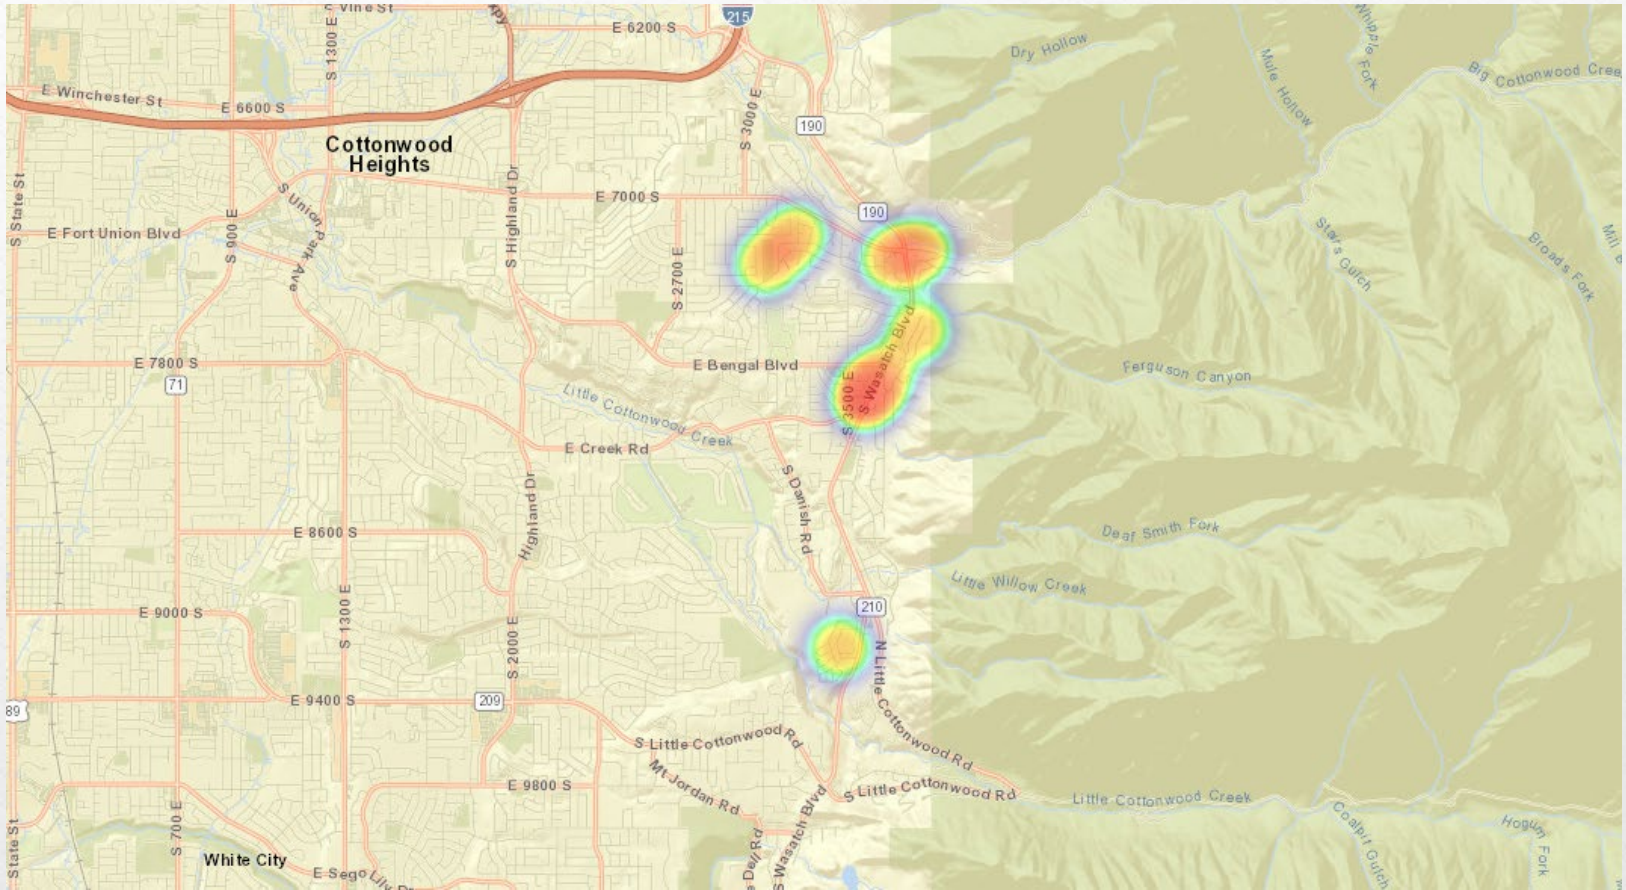 Vine St
xpy
215
E 6200 S
Dry Hollow
Mule Hollow
Whipple Fork
Big Cottonwood Cree
S 1300 E
E Winchester St
E 6600 S
190
S 3000 E
Cottonwood
Heights
S State St
S Union Park Ave
S Highland Dr
E 7000 S
190
E Fort Union Blvd
S 900 E
S 2700 E
Stairs Gulch
Broads Fork
Mill B
E 7800 S
71
E Bengal Blvd
S Wasatch Blvd
S 3500 E
Ferguson Canyon
Little Cottonwood Creek
E Creek Rd
S Danish Rd
Highland Dr
E 8600 S
Deaf Smith Fork
Little Willow Creek
E 9000 S
S 1300 E
S 2000 E
210
N Little Cottonwood Rd
89
E 9400 S
209
S Little Cottonwood Rd
Mt Jordan Rd
E 9800 S
S Little Cottonwood Rd
Little Cottonwood Creek
S Wasatch Blvd
e Dell Rd
Coalpit Gulch
Hogum Fork
State St
S 700 E
White City
E Sego Lily Dr